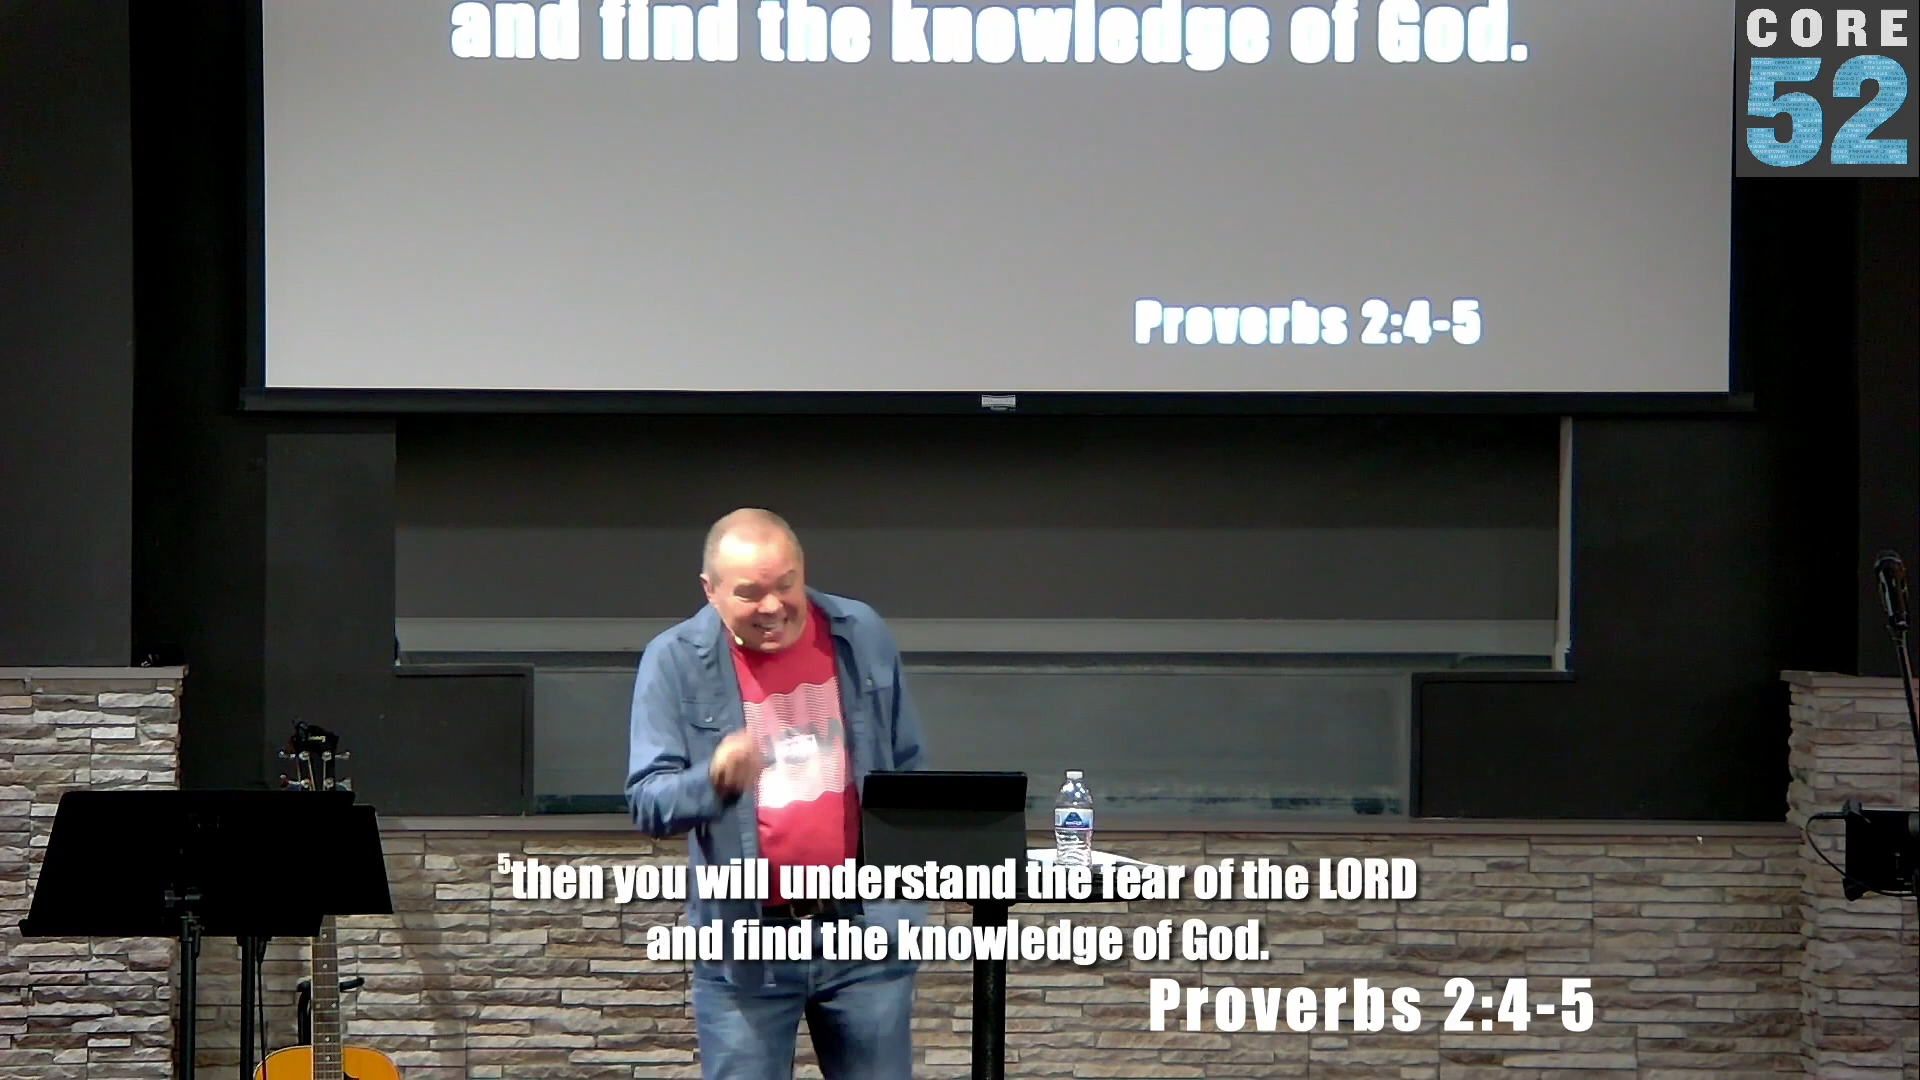 and find the knowledge of God.
Proverbs 2:4-5
CORE
52
⁵then you will understand the fear of the LORD
and find the knowledge of God.
Proverbs 2:4-5